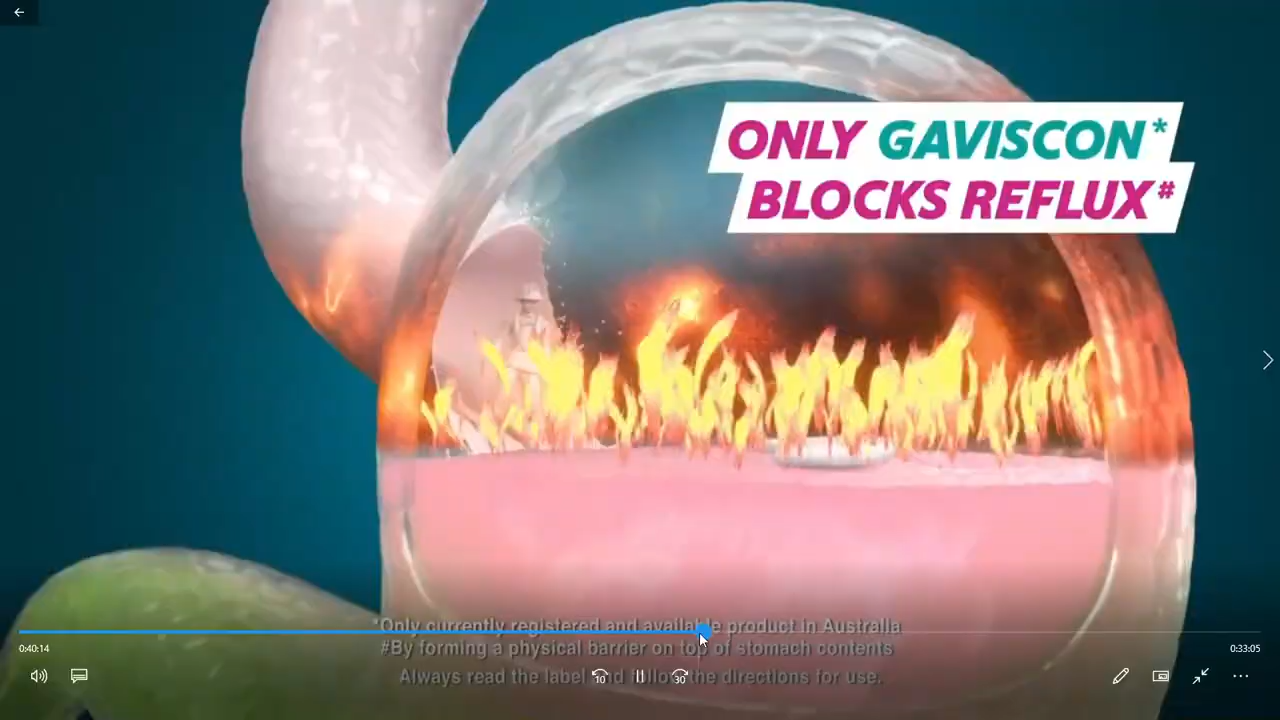 ONLY GAVISCON*
BLOCKS REFLUX#
*Only currently registered and available product in Australia
0:40:14
#By forming a physical barrier on top of stomach contents
0:33:05
10
30
Always read the label and follow the directions for use.